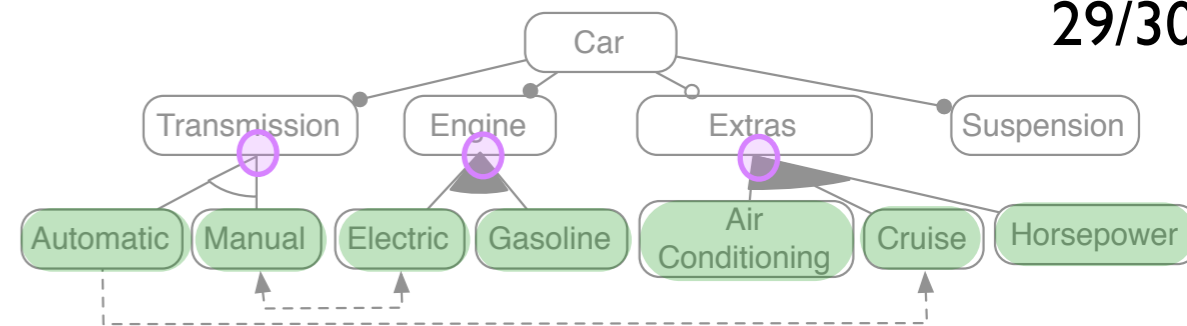 29/30
Car
Transmission Engine Extras Suspension
Automatic Manual Electric Gasoline Air Conditioning Cruise Horsepower